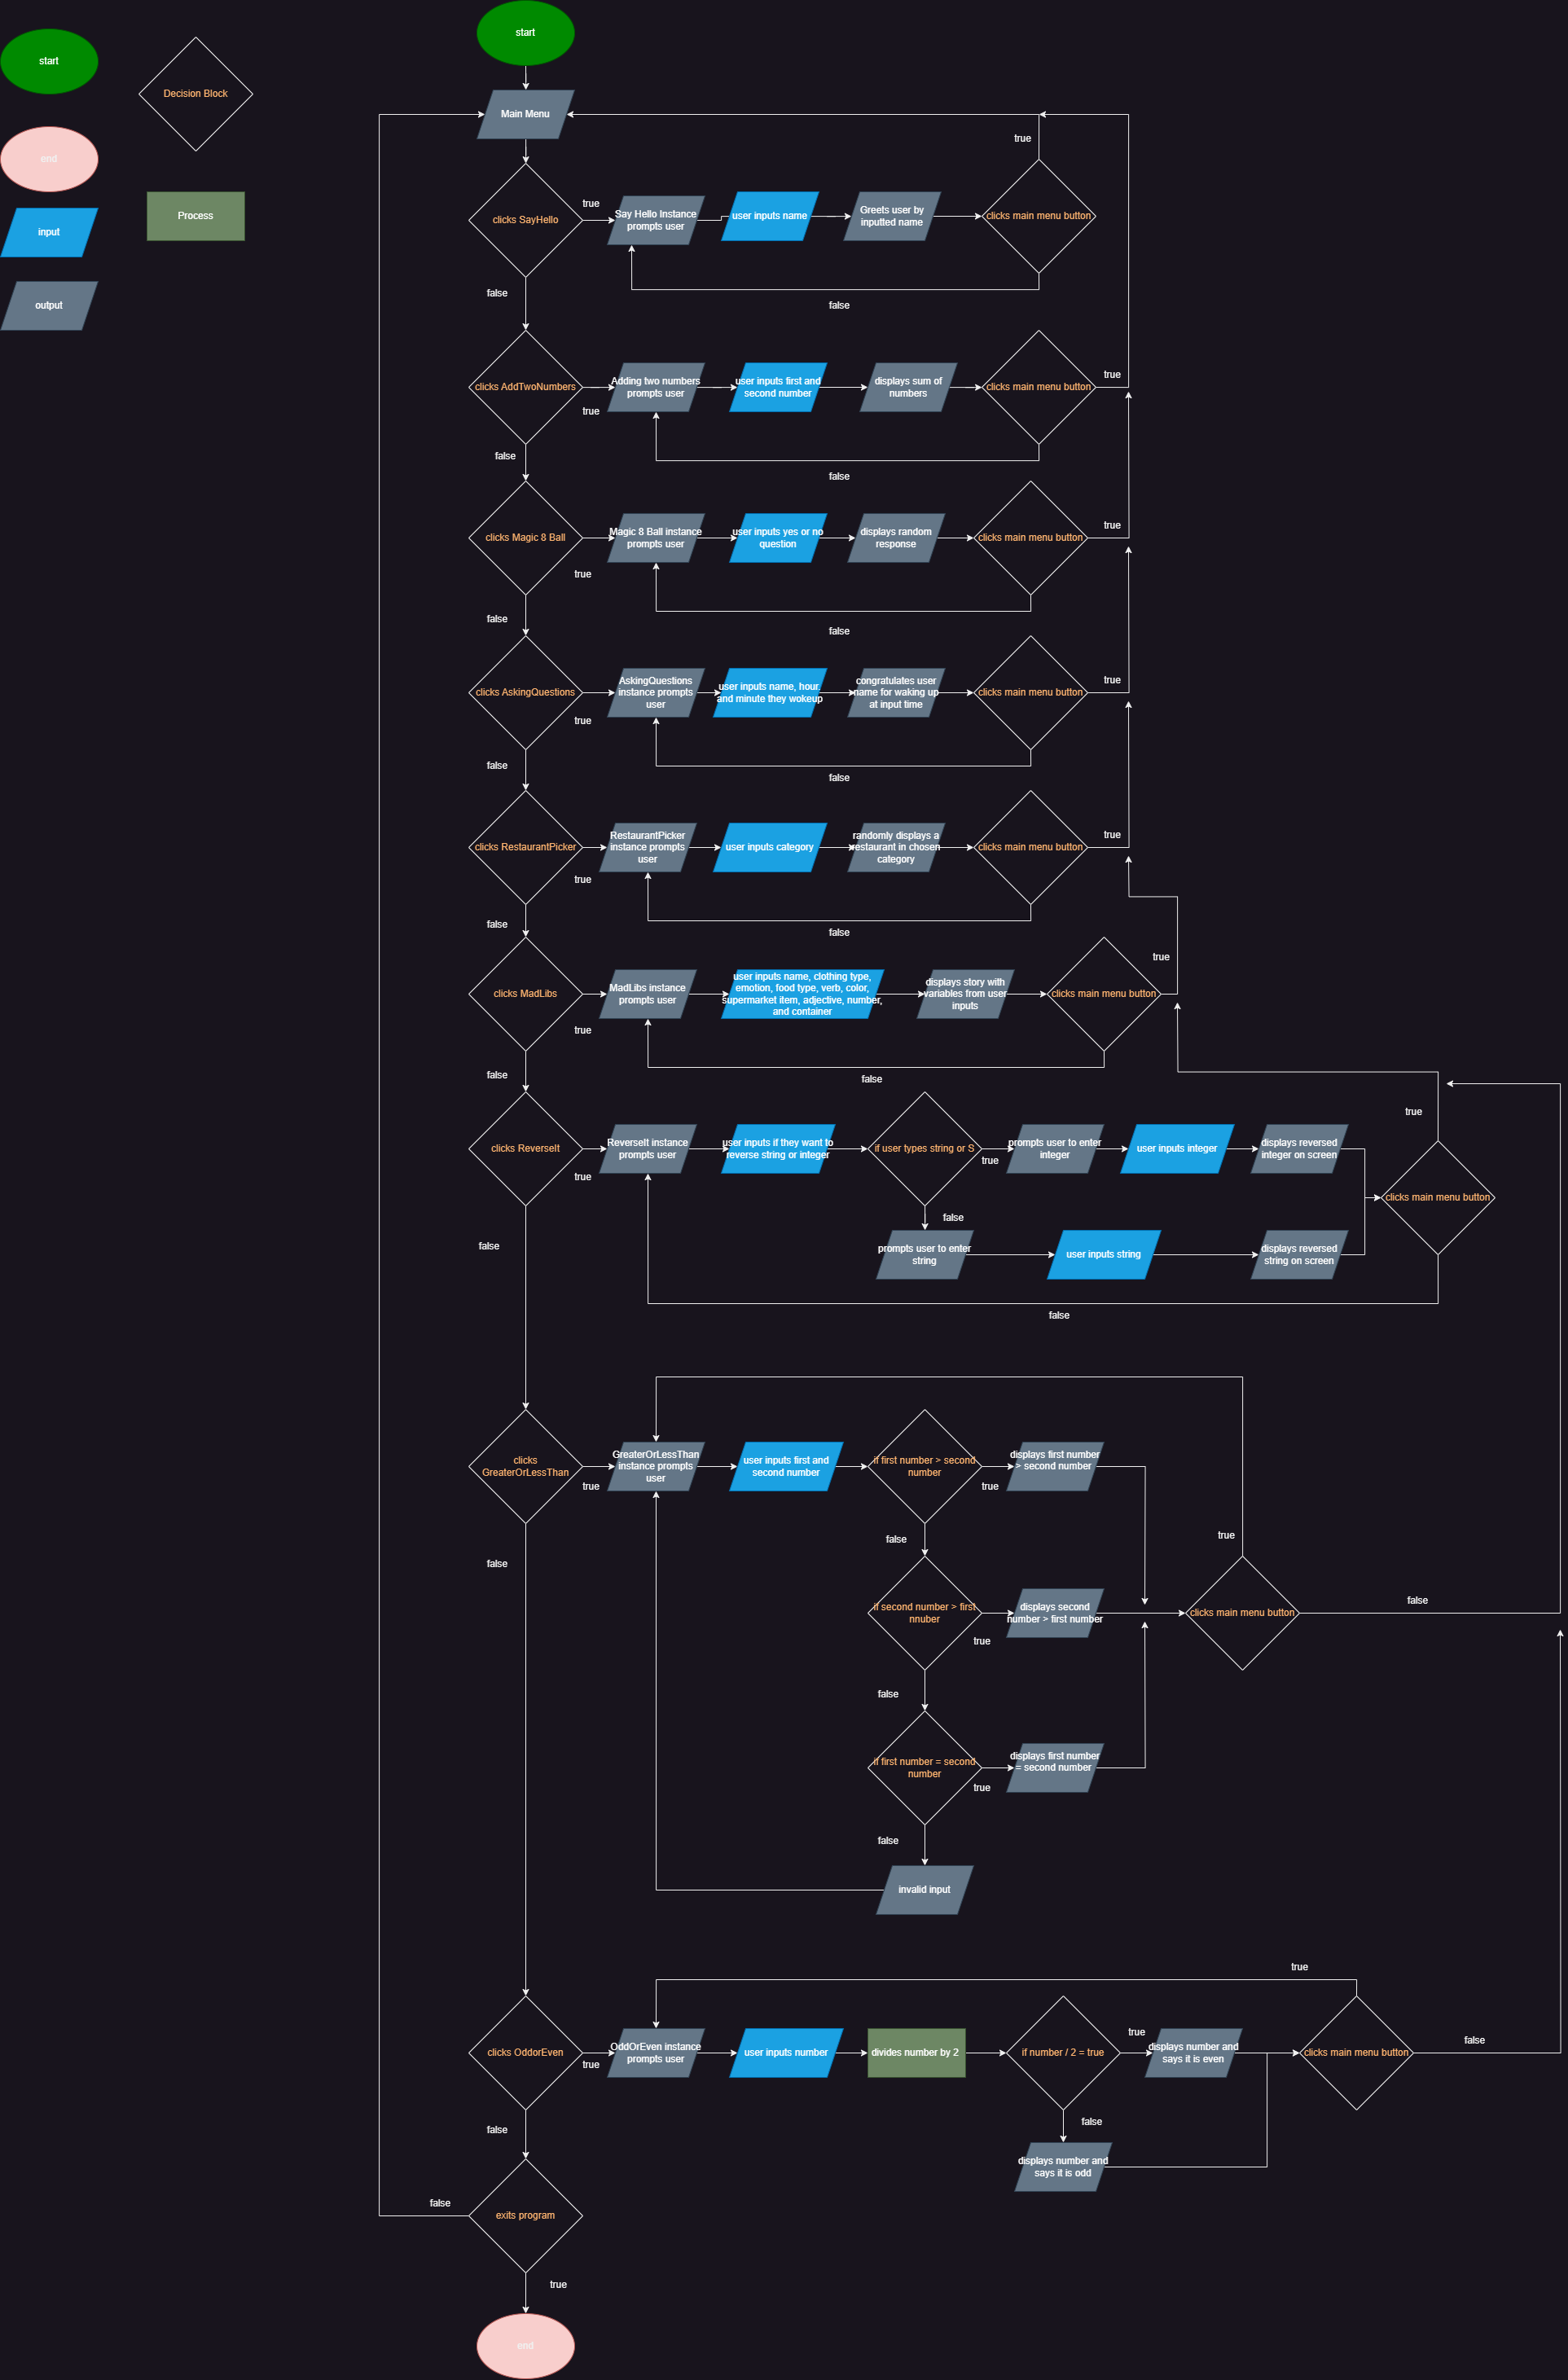 start
start
Decision Block
end
Process
input
output
Main Menu
true
clicks SayHello
true
Say Hello Instance
prompts user
user inputs name
Greets user by
inputted name
clicks main menu button
false
false
clicks AddTwoNumbers
true
Adding two numbers
prompts user
user inputs first and
second number
displays sum of
numbers
clicks main menu button
true
false
false
clicks Magic 8 Ball
true
Magic 8 Ball instance
prompts user
user inputs yes or no
question
displays random
response
clicks main menu button
true
false
false
clicks AskingQuestions
true
AskingQuestions
instance prompts
user
user inputs name, hour,
and minute they wokeup
congratulates user
name for waking up
at input time
clicks main menu button
true
false
false
clicks RestaurantPicker
true
RestaurantPicker
instance prompts
user
user inputs category
randomly displays a
restaurant in chosen
category
clicks main menu button
true
false
false
clicks MadLibs
true
MadLibs instance
prompts user
user inputs name, clothing type,
emotion, food type, verb, color,
supermarket item, adjective, number,
and container
displays story with
variables from user
inputs
clicks main menu button
true
false
false
clicks ReverseIt
true
ReverseIt instance
prompts user
user inputs if they want to
reverse string or integer
if user types string or S
true
prompts user to enter
integer
user inputs integer
displays reversed
integer on screen
clicks main menu button
true
false
prompts user to enter
string
user inputs string
displays reversed
string on screen
false
false
clicks
GreaterOrLessThan
true
GreaterOrLessThan
instance prompts
user
user inputs first and
second number
if first number > second
number
true
displays first number
> second number
false
true
false
if second number > first
nnuber
true
displays second
number > first number
clicks main menu button
false
false
if first number = second
number
true
displays first number
= second number
false
invalid input
true
clicks OddorEven
true
OddOrEven instance
prompts user
user inputs number
divides number by 2
if number / 2 = true
true
displays number and
says it is even
clicks main menu button
false
false
false
displays number and
says it is odd
false
exits program
true
end